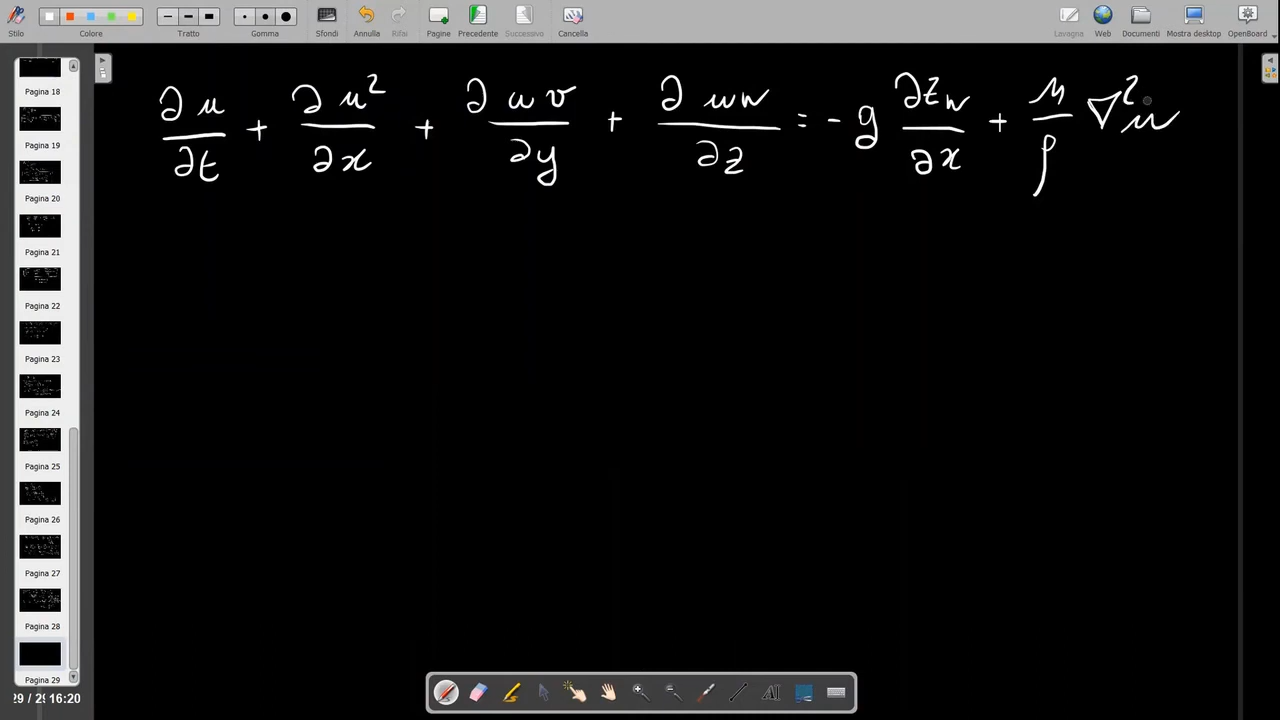 Stilo Colore Tratto Gomma Sfondi Annulla Rifai Pagine Precedente Successivo Cancella Lavagna Web Documenti Mostra desktop OpenBoard
∂u/∂t + ∂u²/∂x + ∂uv/∂y + ∂uw/∂z = - g ∂z_w/∂x + μ/ρ ∇²u
Pagina 18
Pagina 19
Pagina 20
Pagina 21
Pagina 22
Pagina 23
Pagina 24
Pagina 25
Pagina 26
Pagina 27
Pagina 28
Pagina 29
16:20